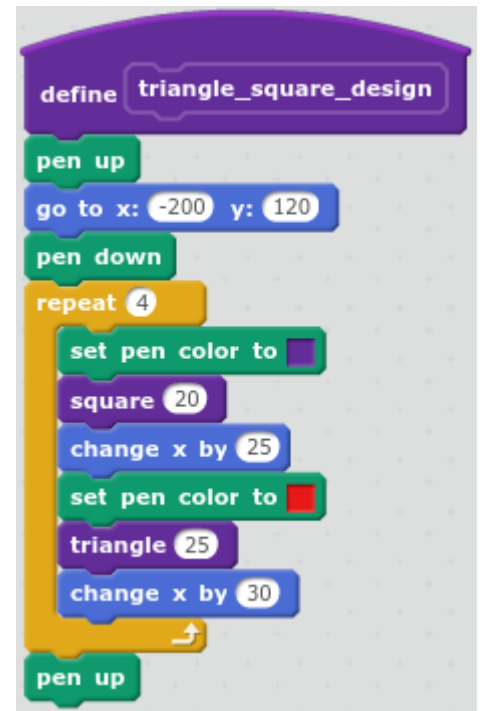 define triangle_square_design
pen up
go to x: -200 y: 120
pen down
repeat 4
set pen color to
square 20
change x by 25
set pen color to
triangle 25
change x by 30
pen up